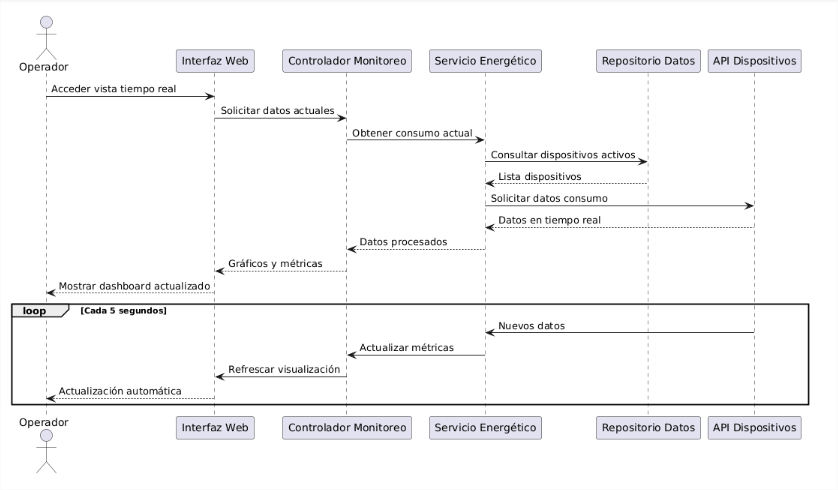 Operador
Interfaz Web
Controlador Monitoreo
Servicio Energético
Repositorio Datos
API Dispositivos
Acceder vista tiempo real
Solicitar datos actuales
Obtener consumo actual
Consultar dispositivos activos
Lista dispositivos
Solicitar datos consumo
Datos en tiempo real
Datos procesados
Gráficos y métricas
Mostrar dashboard actualizado
loop [Cada 5 segundos]
Nuevos datos
Actualizar métricas
Refrescar visualización
Actualización automática
Operador
Interfaz Web
Controlador Monitoreo
Servicio Energético
Repositorio Datos
API Dispositivos